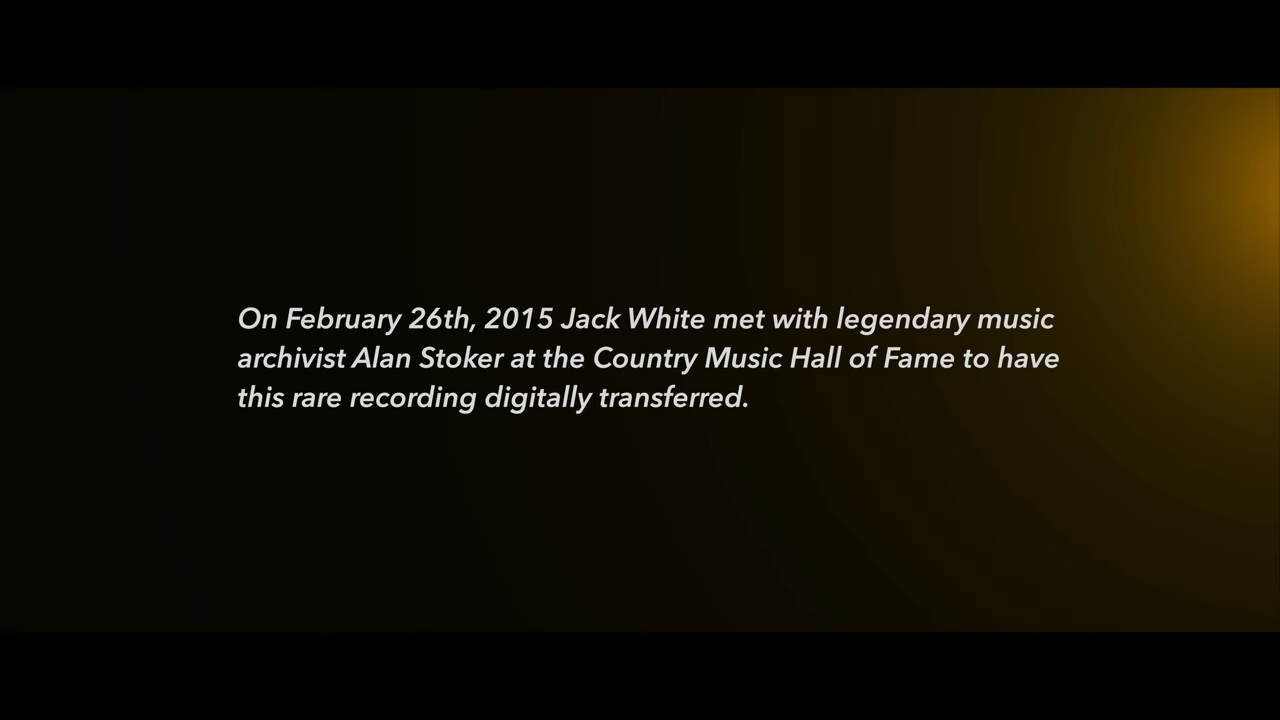 On February 26th, 2015 Jack White met with legendary music
archivist Alan Stoker at the Country Music Hall of Fame to have
this rare recording digitally transferred.